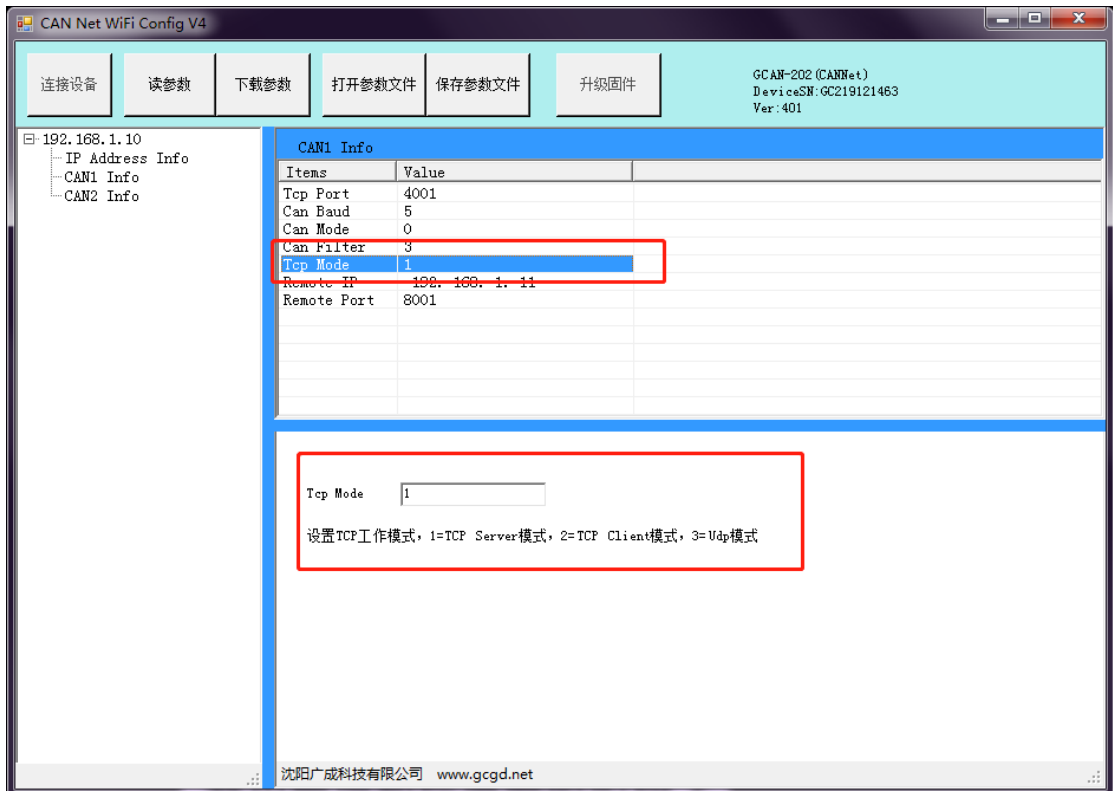 CAN Net WiFi Config V4
连接设备 读参数 下载参数 打开参数文件 保存参数文件 升级固件
GCAN-202(CANNet)
DeviceSN:GC219121463
Ver:401
192.168.1.10
IP Address Info
CAN1 Info
CAN2 Info
CAN1 Info
Items Value
Tcp Port 4001
Can Baud 5
Can Mode 0
Can Filter 3
Tcp Mode 1
Remote IP 192. 168. 1. 11
Remote Port 8001
Tcp Mode 1
设置TCP工作模式，1=TCP Server模式，2=TCP Client模式，3=Udp模式
沈阳广成科技有限公司 www.gcgd.net